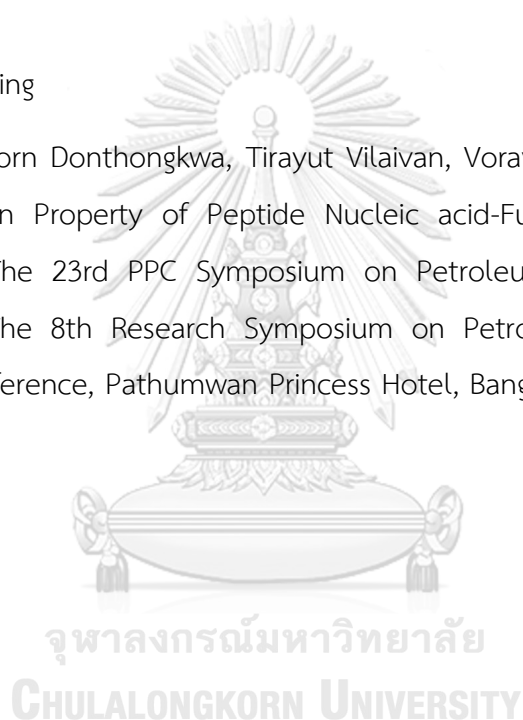 ing
orn Donthongkwa, Tirayut Vilaivan, Vorav
n Property of Peptide Nucleic acid-Fu
he 23rd PPC Symposium on Petroleu
he 8th Research Symposium on Petro
erence, Pathumwan Princess Hotel, Bang
จุฬาลงกรณ์มหาวิทยาลัย
CHULALONGKORN UNIVERSITY